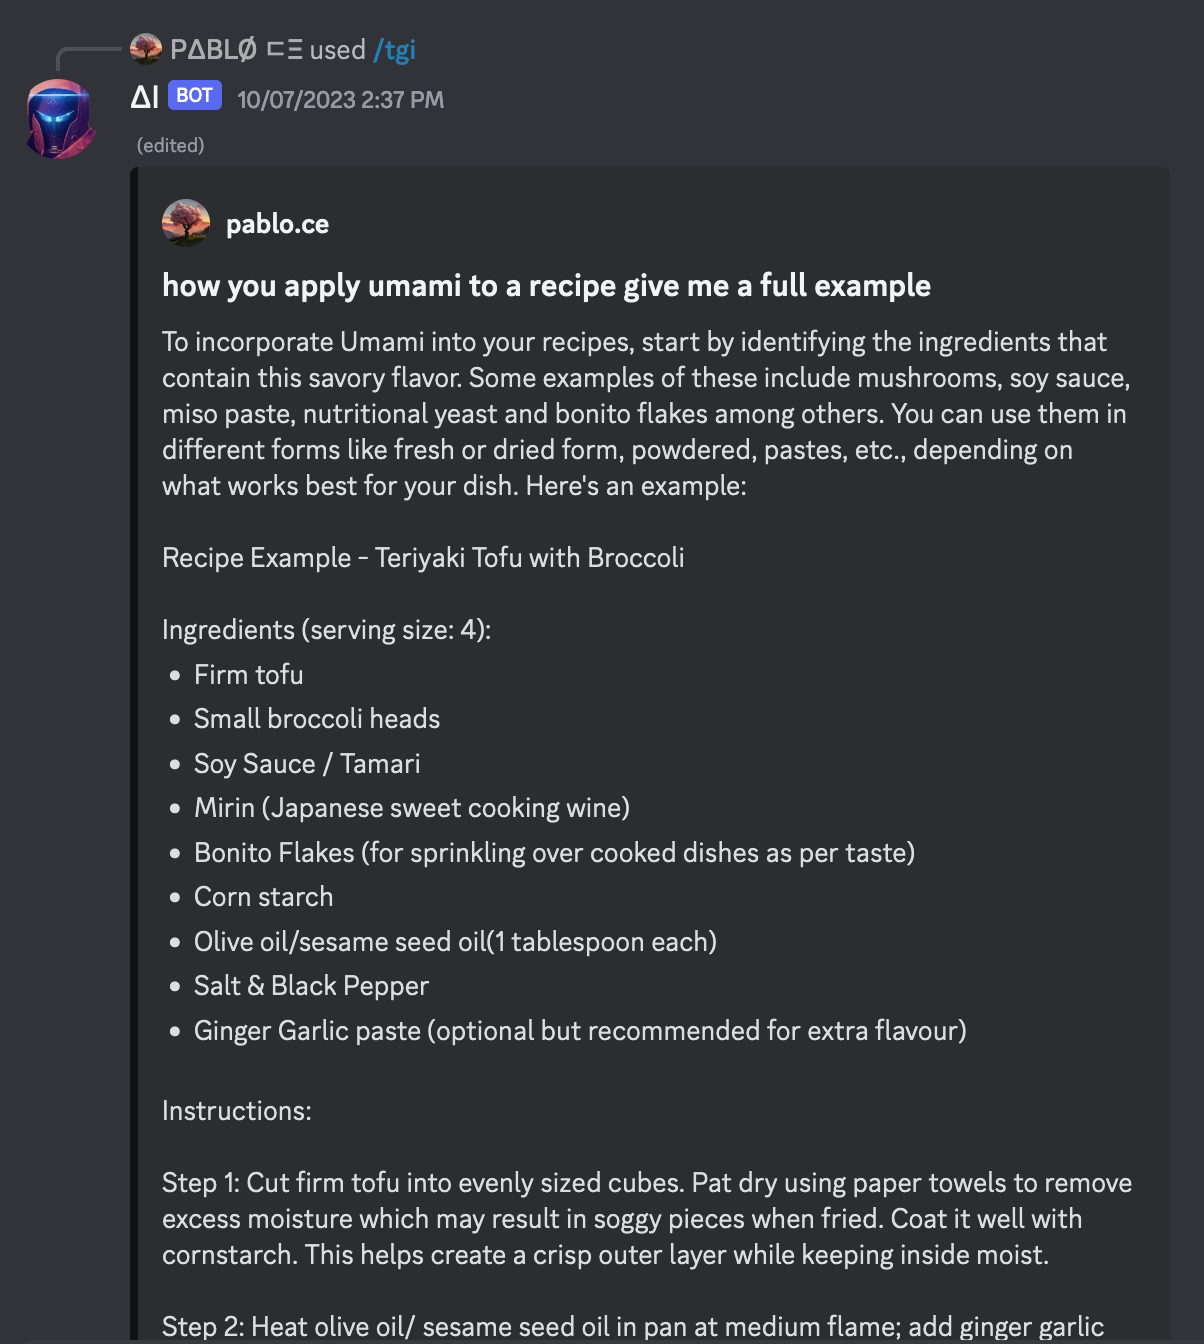 PΔBLØ ㄷΞ used /tgi
ΔI BOT 10/07/2023 2:37 PM
(edited)
pablo.ce
how you apply umami to a recipe give me a full example
To incorporate Umami into your recipes, start by identifying the ingredients that
contain this savory flavor. Some examples of these include mushrooms, soy sauce,
miso paste, nutritional yeast and bonito flakes among others. You can use them in
different forms like fresh or dried form, powdered, pastes, etc., depending on
what works best for your dish. Here's an example:
Recipe Example - Teriyaki Tofu with Broccoli
Ingredients (serving size: 4):
• Firm tofu
• Small broccoli heads
• Soy Sauce / Tamari
• Mirin (Japanese sweet cooking wine)
• Bonito Flakes (for sprinkling over cooked dishes as per taste)
• Corn starch
• Olive oil/sesame seed oil(1 tablespoon each)
• Salt & Black Pepper
• Ginger Garlic paste (optional but recommended for extra flavour)
Instructions:
Step 1: Cut firm tofu into evenly sized cubes. Pat dry using paper towels to remove
excess moisture which may result in soggy pieces when fried. Coat it well with
cornstarch. This helps create a crisp outer layer while keeping inside moist.
Step 2: Heat olive oil/ sesame seed oil in pan at medium flame; add ginger garlic